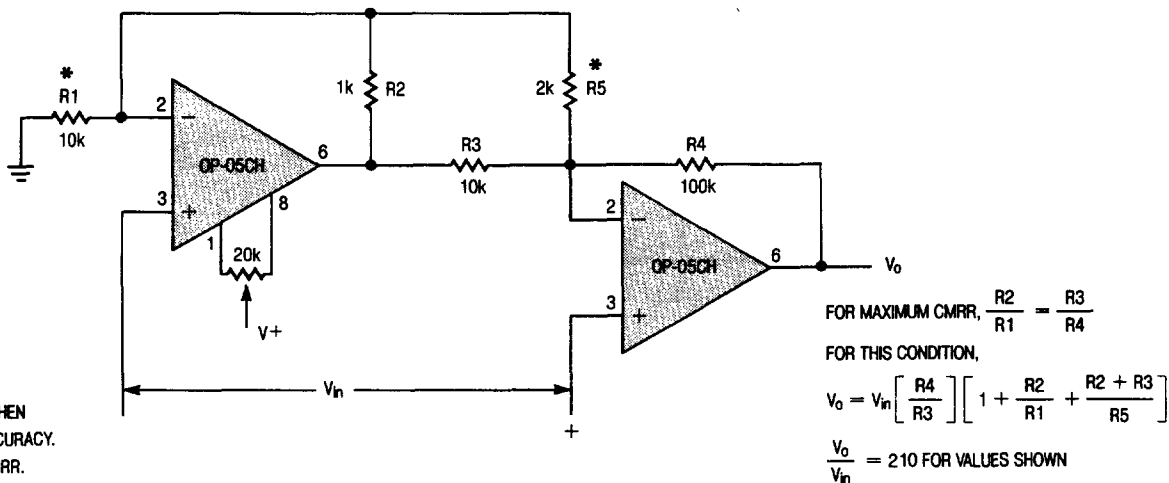 *
R1
10k
2
−
OP-05CH
3
+
6
1
8
20k
V+
1k
R2
2k
*
R5
R3
10k
R4
100k
2
−
OP-05CH
3
+
6
Vo
Vin
+
HEN
CURACY.
RR.
FOR MAXIMUM CMRR, R2/R1 = R3/R4
FOR THIS CONDITION,
Vo = Vin [R4/R3] [1 + R2/R1 + R2 + R3/R5]
Vo/Vin = 210 FOR VALUES SHOWN